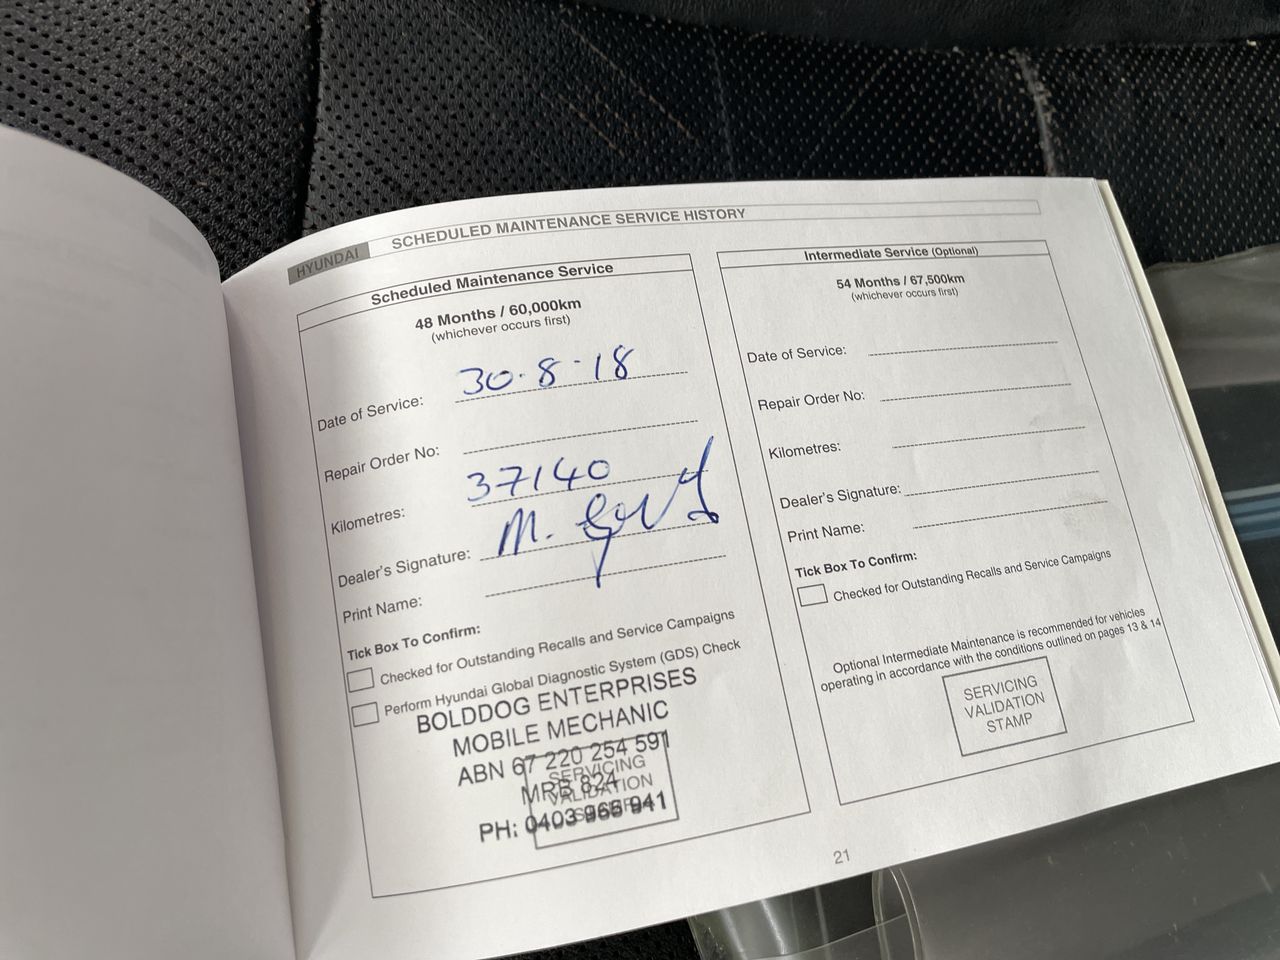 HYUNDAI SCHEDULED MAINTENANCE SERVICE HISTORY
Scheduled Maintenance Service
48 Months / 60,000km
(whichever occurs first)
Date of Service: 30·8·18
Repair Order No:
Kilometres: 37140
Dealer's Signature: M.
Print Name:
Tick Box To Confirm:
Checked for Outstanding Recalls and Service Campaigns
Perform Hyundai Global Diagnostic System (GDS) Check
BOLDDOG ENTERPRISES
MOBILE MECHANIC
ABN 67 220 254 591
MRB 824
PH: 0403 966 941
SERVICING
VALIDATION
Intermediate Service (Optional)
54 Months / 67,500km
(whichever occurs first)
Date of Service:
Repair Order No:
Kilometres:
Dealer's Signature:
Print Name:
Tick Box To Confirm:
Checked for Outstanding Recalls and Service Campaigns
Optional Intermediate Maintenance is recommended for vehicles
operating in accordance with the conditions outlined on pages 13 & 14
SERVICING
VALIDATION
STAMP
21